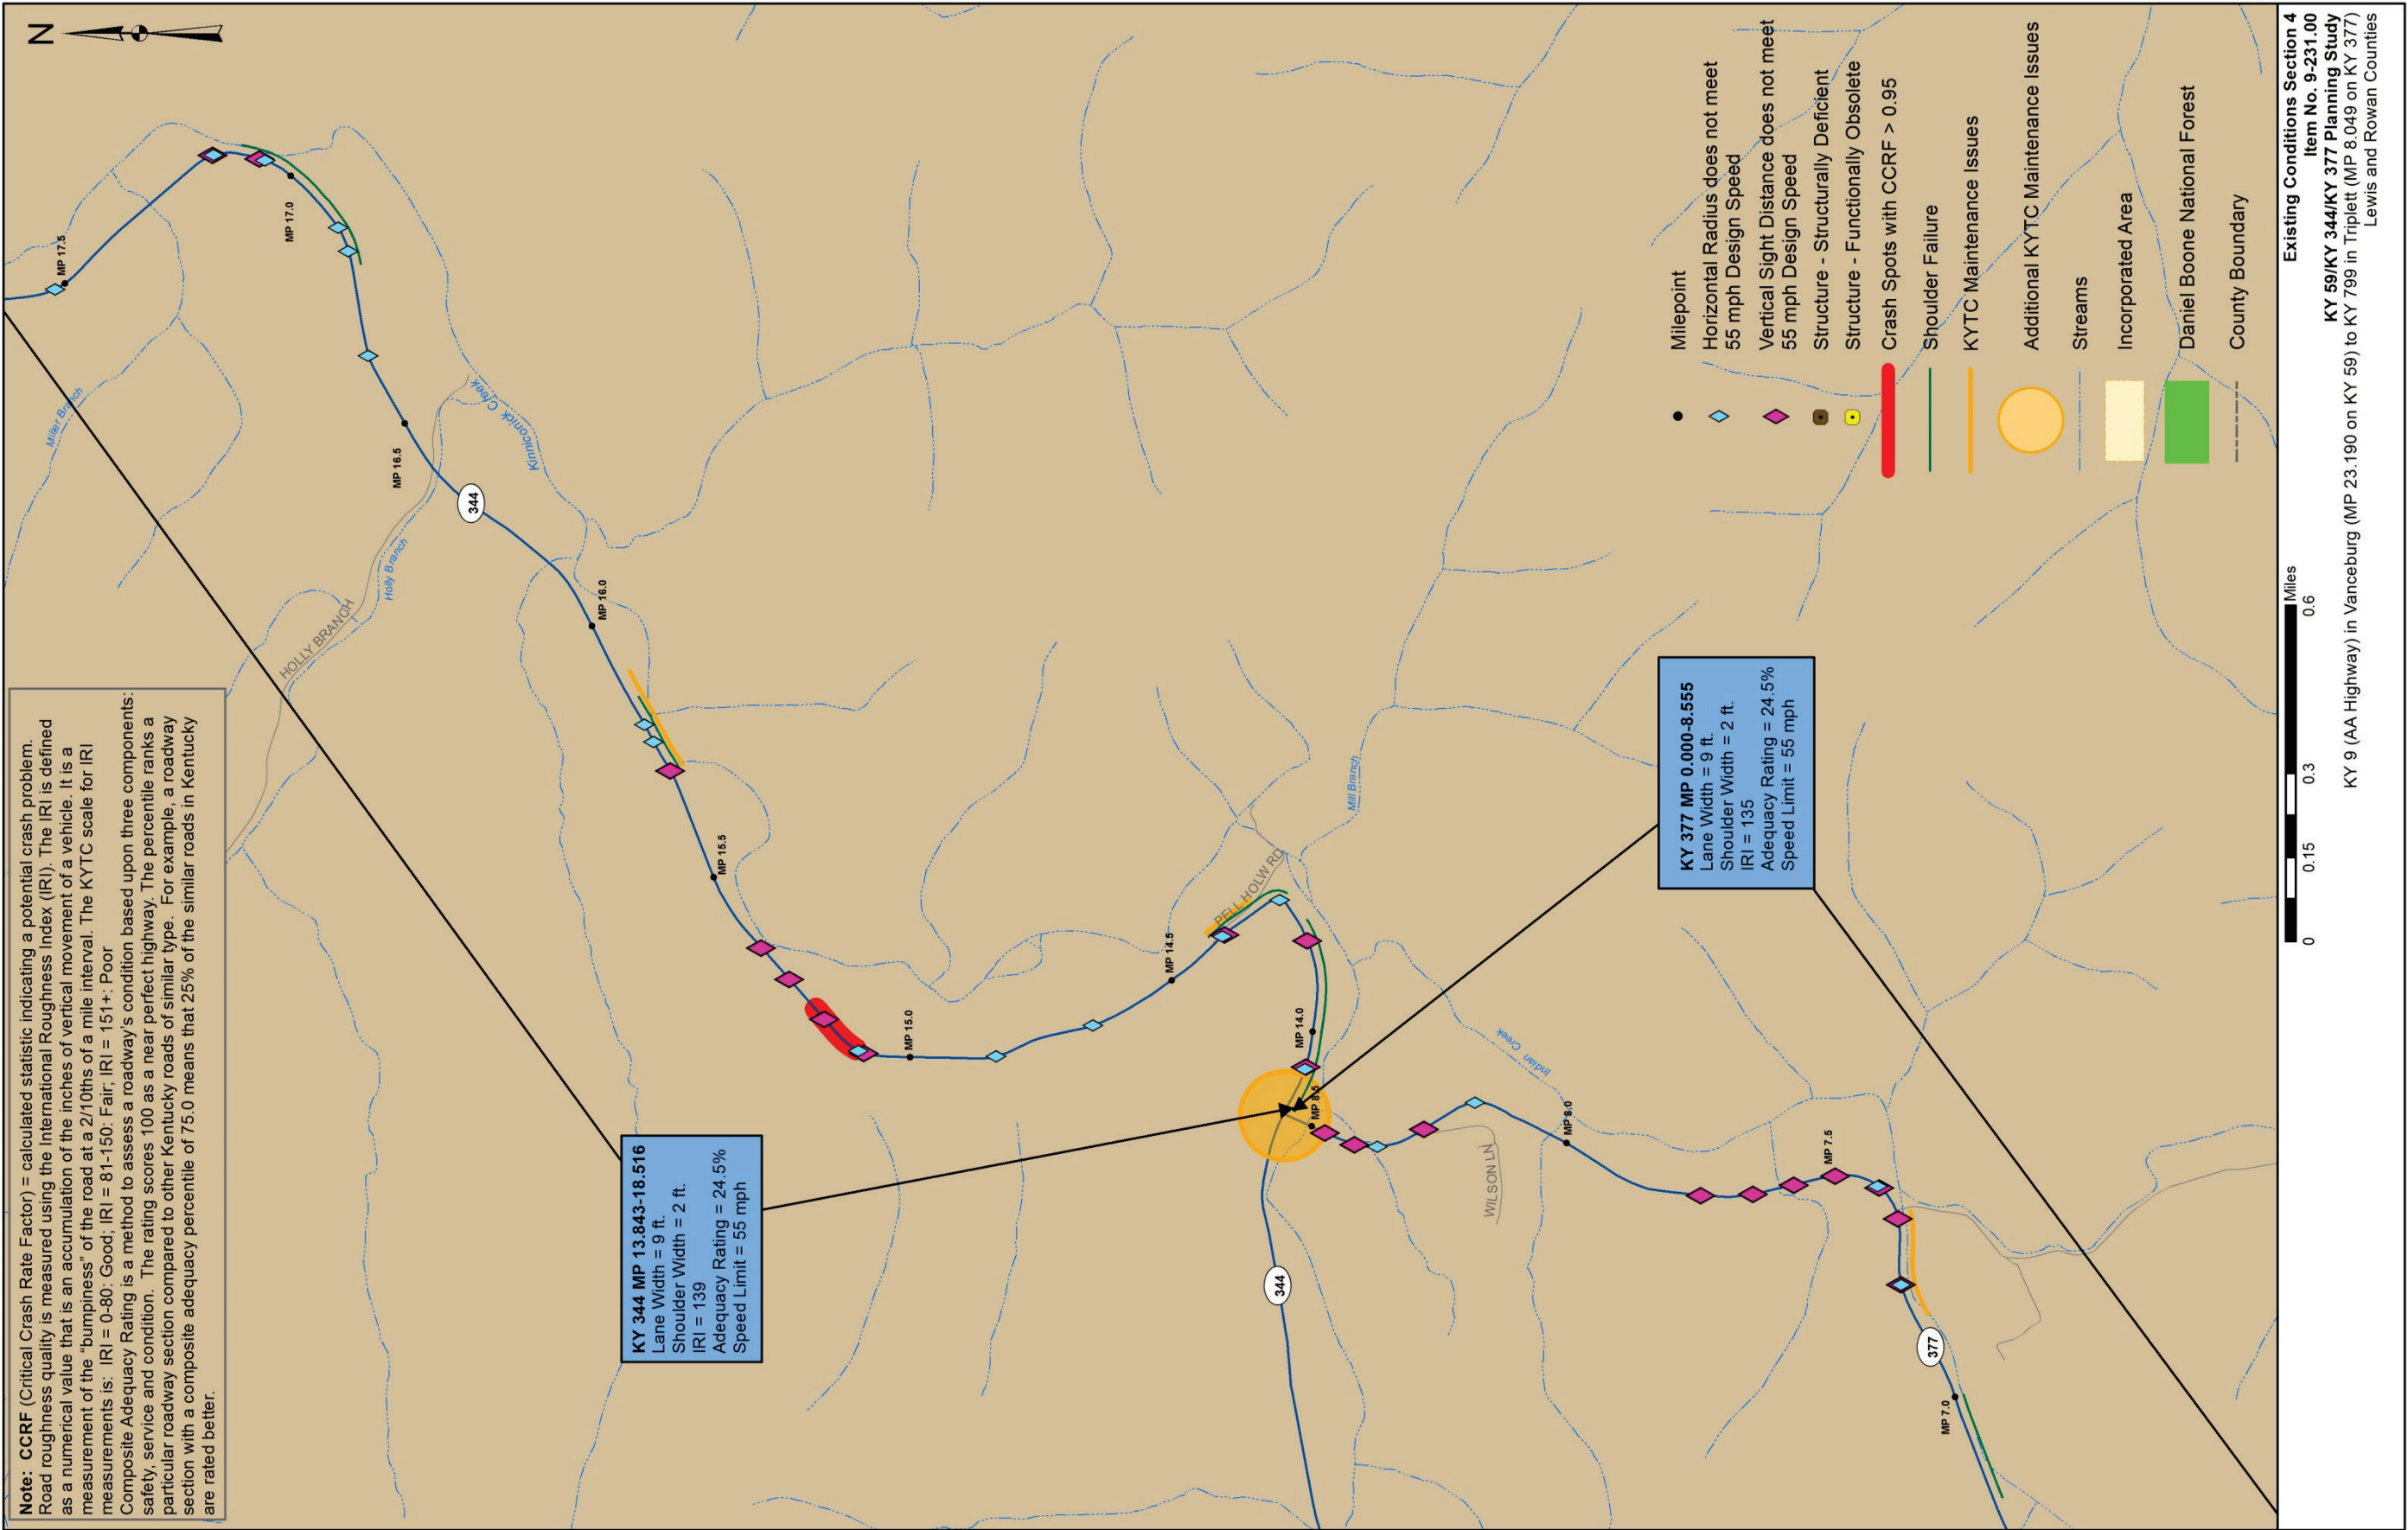 N
Note: CCRF (Critical Crash Rate Factor) = calculated statistic indicating a potential crash problem.
Road roughness quality is measured using the International Roughness Index (IRI). The IRI is defined
as a numerical value that is an accumulation of the inches of vertical movement of a vehicle. It is a
measurement of the "bumpiness" of the road at a 2/10ths of a mile interval. The KYTC scale for IRI
measurements is: IRI = 0-80: Good; IRI = 81-150: Fair; IRI = 151+: Poor
Composite Adequacy Rating is a method to assess a roadway's condition based upon three components:
safety, service and condition. The rating scores 100 as a near perfect highway. The percentile ranks a
particular roadway section compared to other Kentucky roads of similar type. For example, a roadway
section with a composite adequacy percentile of 75.0 means that 25% of the similar roads in Kentucky
are rated better.
Miller Branch
MP 17.5
MP 17.0
HOLLY BRANCH
Holly Branch
MP 16.5
Kinniconick Creek
344
MP 16.0
MP 15.5
MP 15.0
KY 344 MP 13.843-18.516
Lane Width = 9 ft.
Shoulder Width = 2 ft.
IRI = 139
Adequacy Rating = 24.5%
Speed Limit = 55 mph
MP 14.5
PELL HOLW RD
Mill Branch
MP 14.0
MP 8.5
344
Indian Creek
WILSON LN
MP 8.0
KY 377 MP 0.000-8.555
Lane Width = 9 ft.
Shoulder Width = 2 ft.
IRI = 135
Adequacy Rating = 24.5%
Speed Limit = 55 mph
MP 7.5
377
MP 7.0
Milepoint
Horizontal Radius does not meet
55 mph Design Speed
Vertical Sight Distance does not meet
55 mph Design Speed
Structure - Structurally Deficient
Structure - Functionally Obsolete
Crash Spots with CCRF > 0.95
Shoulder Failure
KYTC Maintenance Issues
Additional KYTC Maintenance Issues
Streams
Incorporated Area
Daniel Boone National Forest
County Boundary
0 0.15 0.3 0.6 Miles
Existing Conditions Section 4
Item No. 9-231.00
KY 59/KY 344/KY 377 Planning Study
KY 9 (AA Highway) in Vanceburg (MP 23.190 on KY 59) to KY 799 in Triplett (MP 8.049 on KY 377)
Lewis and Rowan Counties